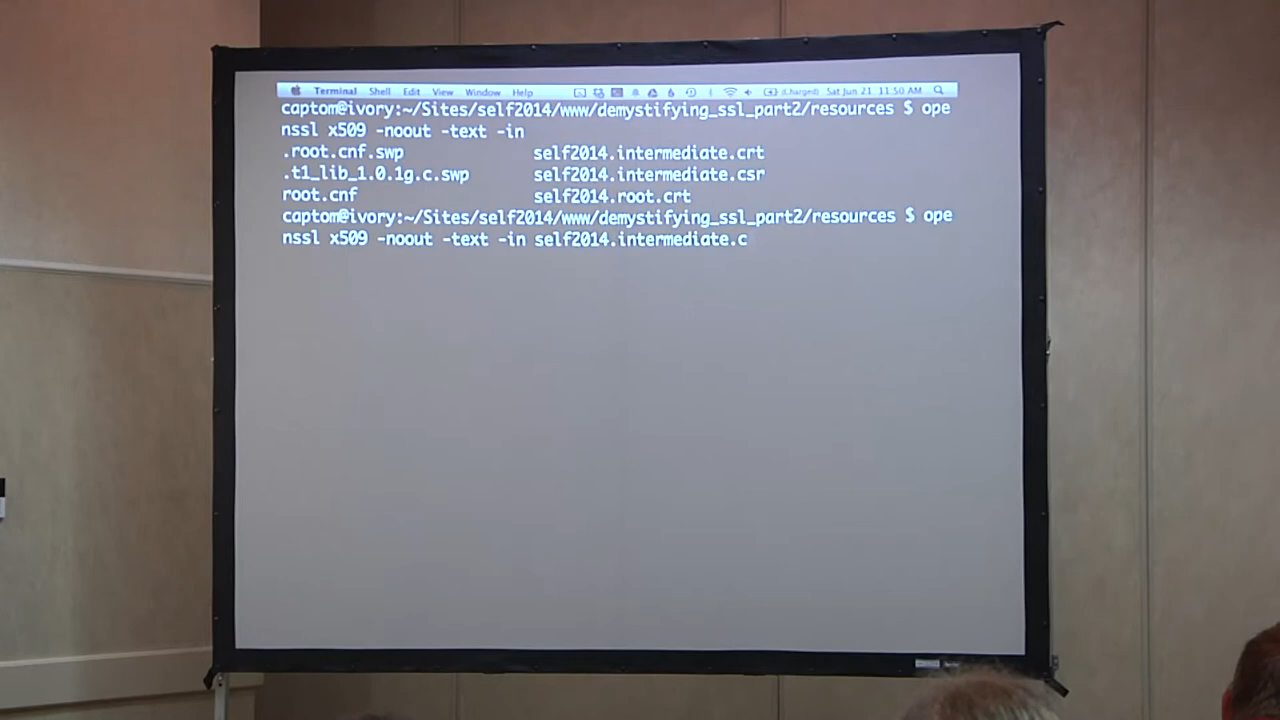 Terminal Shell Edit View Window Help (Charged) Sat Jun 21 11:50 AM
captom@ivory:~/Sites/self2014/www/demystifying_ssl_part2/resources $ ope
nssl x509 -noout -text -in
.root.cnf.swp self2014.intermediate.crt
.t1_lib_1.0.1g.c.swp self2014.intermediate.csr
root.cnf self2014.root.crt
captom@ivory:~/Sites/self2014/www/demystifying_ssl_part2/resources $ ope
nssl x509 -noout -text -in self2014.intermediate.c